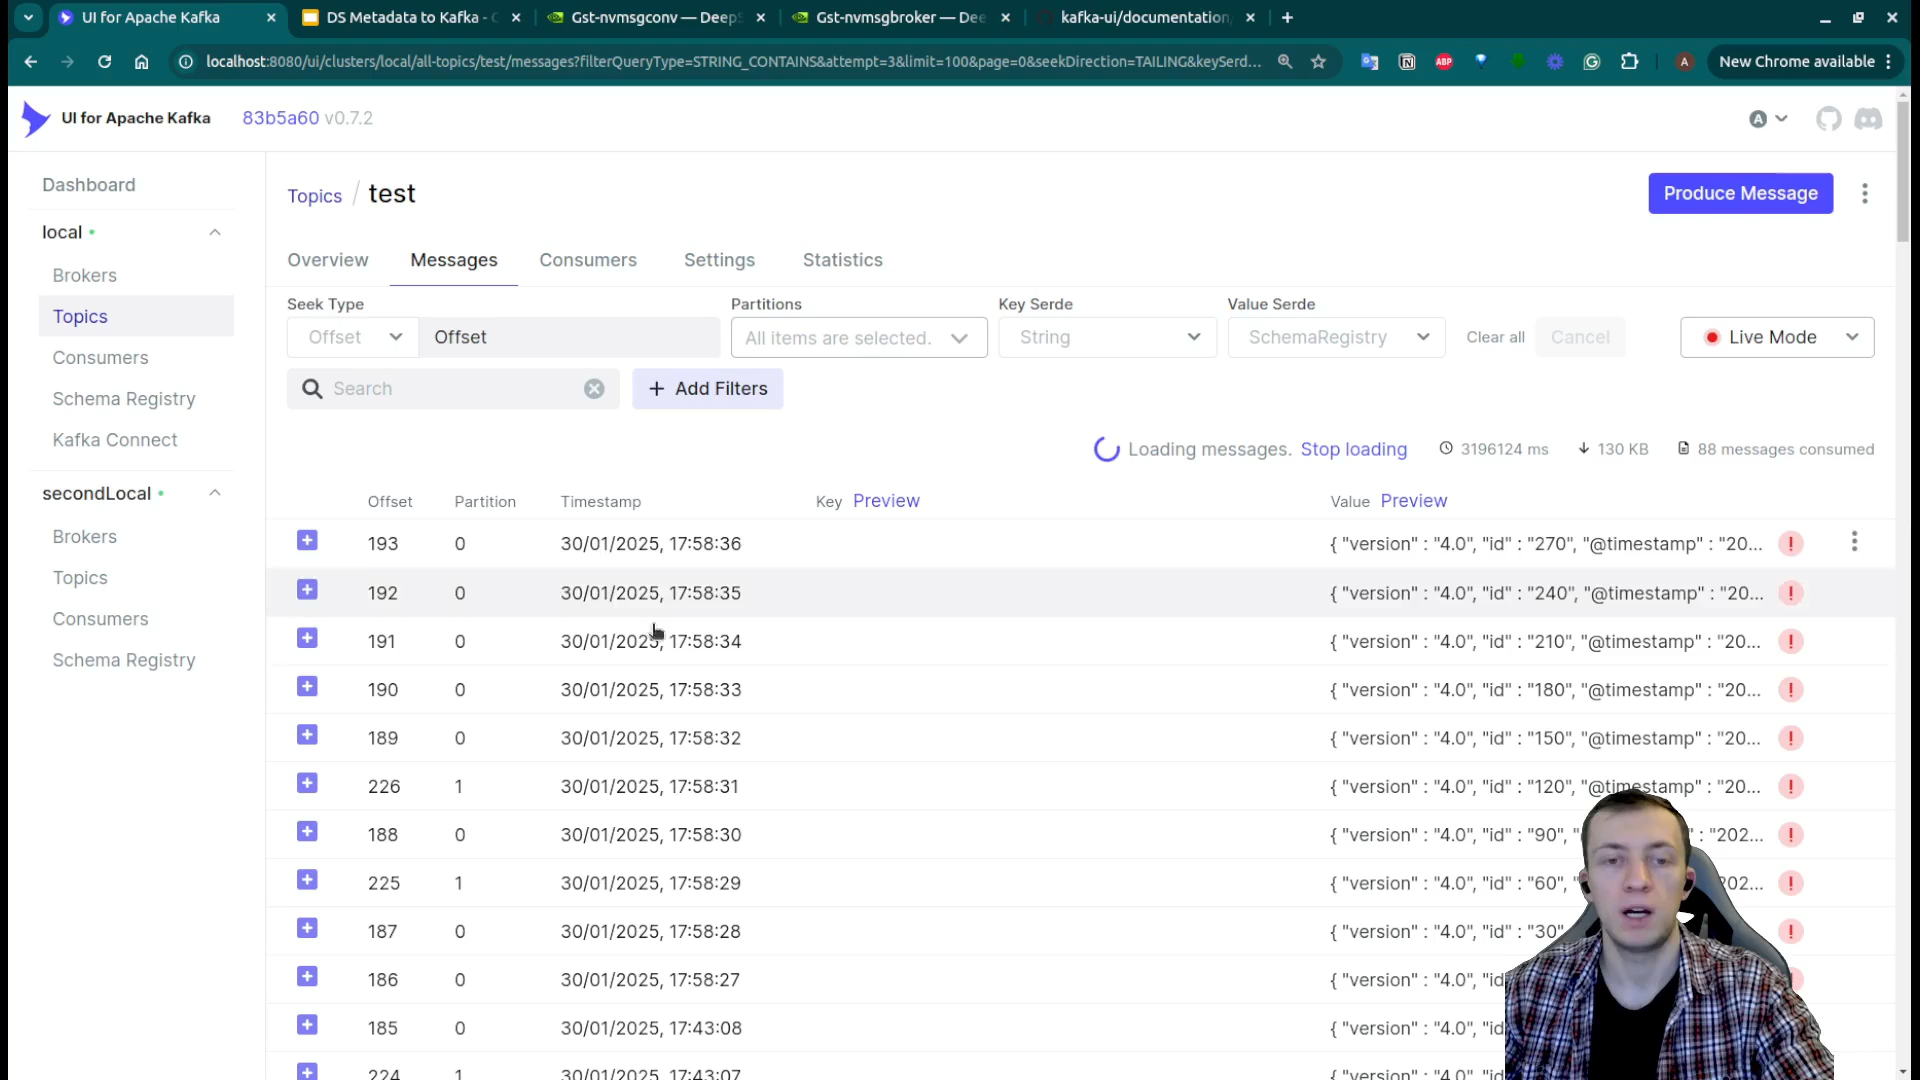 UI for Apache Kafka
DS Metadata to Kafka -
Gst-nvmsgconv — Deep
Gst-nvmsgbroker — Dee
kafka-ui/documentation
localhost:8080/ui/clusters/local/all-topics/test/messages?filterQueryType=STRING_CONTAINS&attempt=3&limit=100&page=0&seekDirection=TAILING&keySerd...
ABP
A
New Chrome available
UI for Apache Kafka
83b5a60 v0.7.2
A
Dashboard
local
Brokers
Topics
Consumers
Schema Registry
Kafka Connect
secondLocal
Brokers
Topics
Consumers
Schema Registry
Topics / test
Produce Message
Overview
Messages
Consumers
Settings
Statistics
Seek Type
Partitions
Key Serde
Value Serde
Offset
Offset
All items are selected.
String
SchemaRegistry
Clear all
Cancel
Live Mode
Search
+ Add Filters
Loading messages. Stop loading
3196124 ms
130 KB
88 messages consumed
Offset Partition Timestamp Key Preview Value Preview
193 0 30/01/2025, 17:58:36 { "version" : "4.0", "id" : "270", "@timestamp" : "20...
192 0 30/01/2025, 17:58:35 { "version" : "4.0", "id" : "240", "@timestamp" : "20...
191 0 30/01/2025, 17:58:34 { "version" : "4.0", "id" : "210", "@timestamp" : "20...
190 0 30/01/2025, 17:58:33 { "version" : "4.0", "id" : "180", "@timestamp" : "20...
189 0 30/01/2025, 17:58:32 { "version" : "4.0", "id" : "150", "@timestamp" : "20...
226 1 30/01/2025, 17:58:31 { "version" : "4.0", "id" : "120", "@timestamp" : "20...
188 0 30/01/2025, 17:58:30 { "version" : "4.0", "id" : "90", " : "202...
225 1 30/01/2025, 17:58:29 { "version" : "4.0", "id" : "60", " 202...
187 0 30/01/2025, 17:58:28 { "version" : "4.0", "id" : "30"
186 0 30/01/2025, 17:58:27 { "version" : "4.0", "id
185 0 30/01/2025, 17:43:08 { "version" : "4.0", "id
224 1 30/01/2025, 17:43:07 { "version" : "4.0", "id